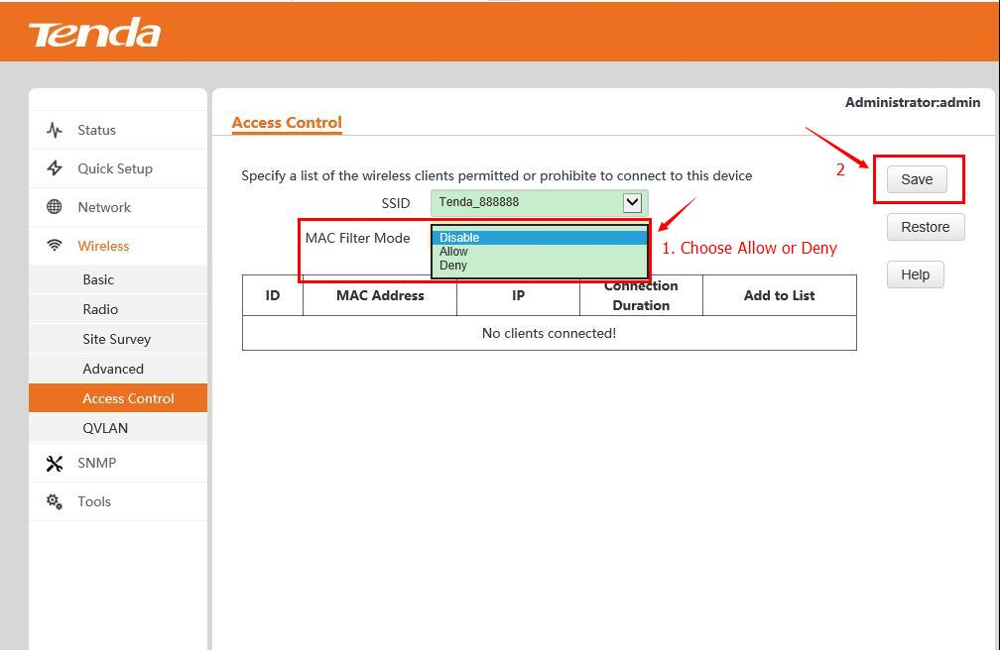 Tenda
Administrator:admin
Status
Quick Setup
Network
Wireless
Basic
Radio
Site Survey
Advanced
Access Control
QVLAN
SNMP
Tools
Access Control
Specify a list of the wireless clients permitted or prohibite to connect to this device
SSID Tenda_888888
MAC Filter Mode
Disable
Allow
Deny
1. Choose Allow or Deny
2
Save
Restore
Help
ID MAC Address IP Connection Duration Add to List
No clients connected!